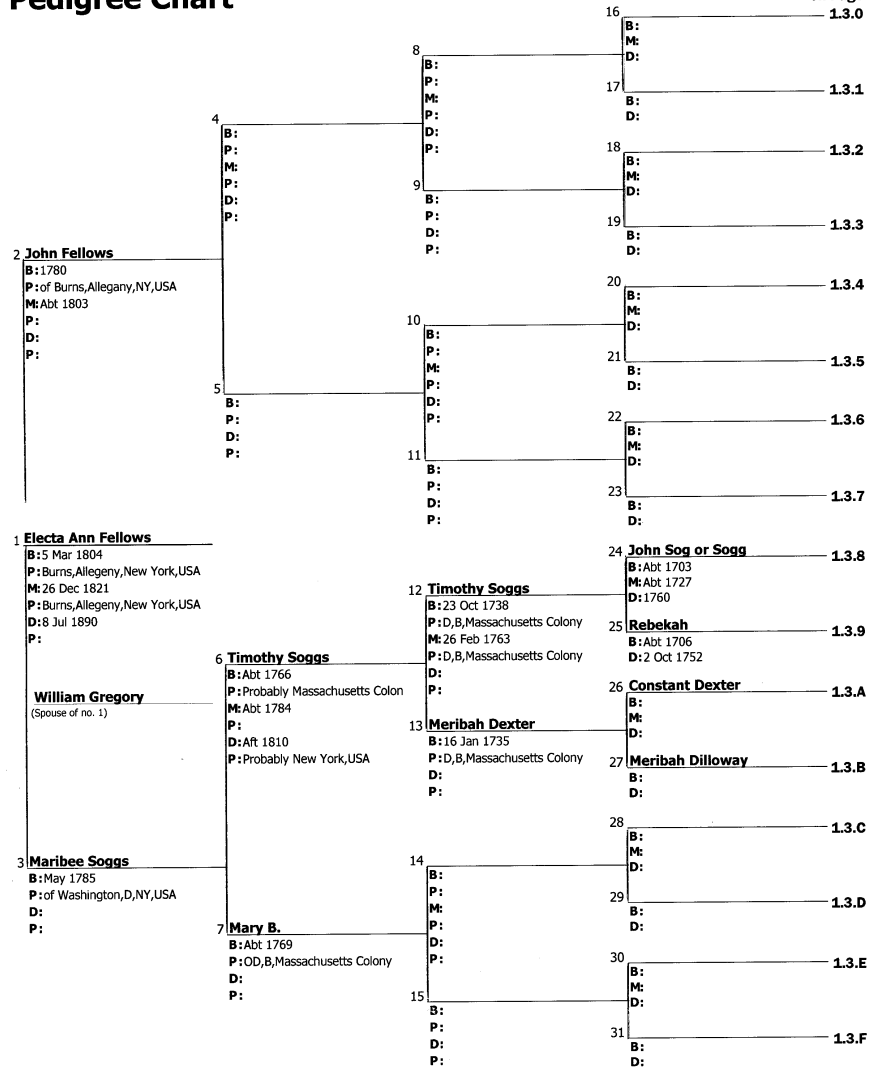 Pedigree Chart
16
1.3.0
B:
M:
D:
8
B:
P:
M:
P:
D:
P:
17
1.3.1
B:
D:
4
B:
P:
M:
P:
D:
P:
18
1.3.2
B:
M:
D:
9
B:
P:
D:
P:
19
1.3.3
B:
D:
2 John Fellows
B:1780
P:of Burns,Allegany,NY,USA
M:Abt 1803
P:
D:
P:
20
1.3.4
B:
M:
D:
10
B:
P:
M:
P:
D:
P:
21
1.3.5
B:
D:
5
B:
P:
D:
P:
22
1.3.6
B:
M:
D:
11
B:
P:
D:
P:
23
1.3.7
B:
D:
1 Electa Ann Fellows
B:5 Mar 1804
P:Burns,Allegeny,New York,USA
M:26 Dec 1821
P:Burns,Allegeny,New York,USA
D:8 Jul 1890
P:
24 John Sog or Sogg
1.3.8
B:Abt 1703
M:Abt 1727
D:1760
12 Timothy Soggs
B:23 Oct 1738
P:D,B,Massachusetts Colony
M:26 Feb 1763
P:D,B,Massachusetts Colony
D:
P:
25 Rebekah
1.3.9
B:Abt 1706
D:2 Oct 1752
6 Timothy Soggs
B:Abt 1766
P:Probably Massachusetts Colon
M:Abt 1784
P:
D:Aft 1810
P:Probably New York,USA
William Gregory
(Spouse of no. 1)
26 Constant Dexter
1.3.A
B:
M:
D:
13 Meribah Dexter
B:16 Jan 1735
P:D,B,Massachusetts Colony
D:
P:
27 Meribah Dilloway
1.3.B
B:
D:
28
1.3.C
B:
M:
D:
3 Maribee Soggs
B:May 1785
P:of Washington,D,NY,USA
D:
P:
14
B:
P:
M:
P:
D:
P:
29
1.3.D
B:
D:
7 Mary B.
B:Abt 1769
P:OD,B,Massachusetts Colony
D:
P:
30
1.3.E
B:
M:
D:
15
B:
P:
D:
P:
31
1.3.F
B:
D: